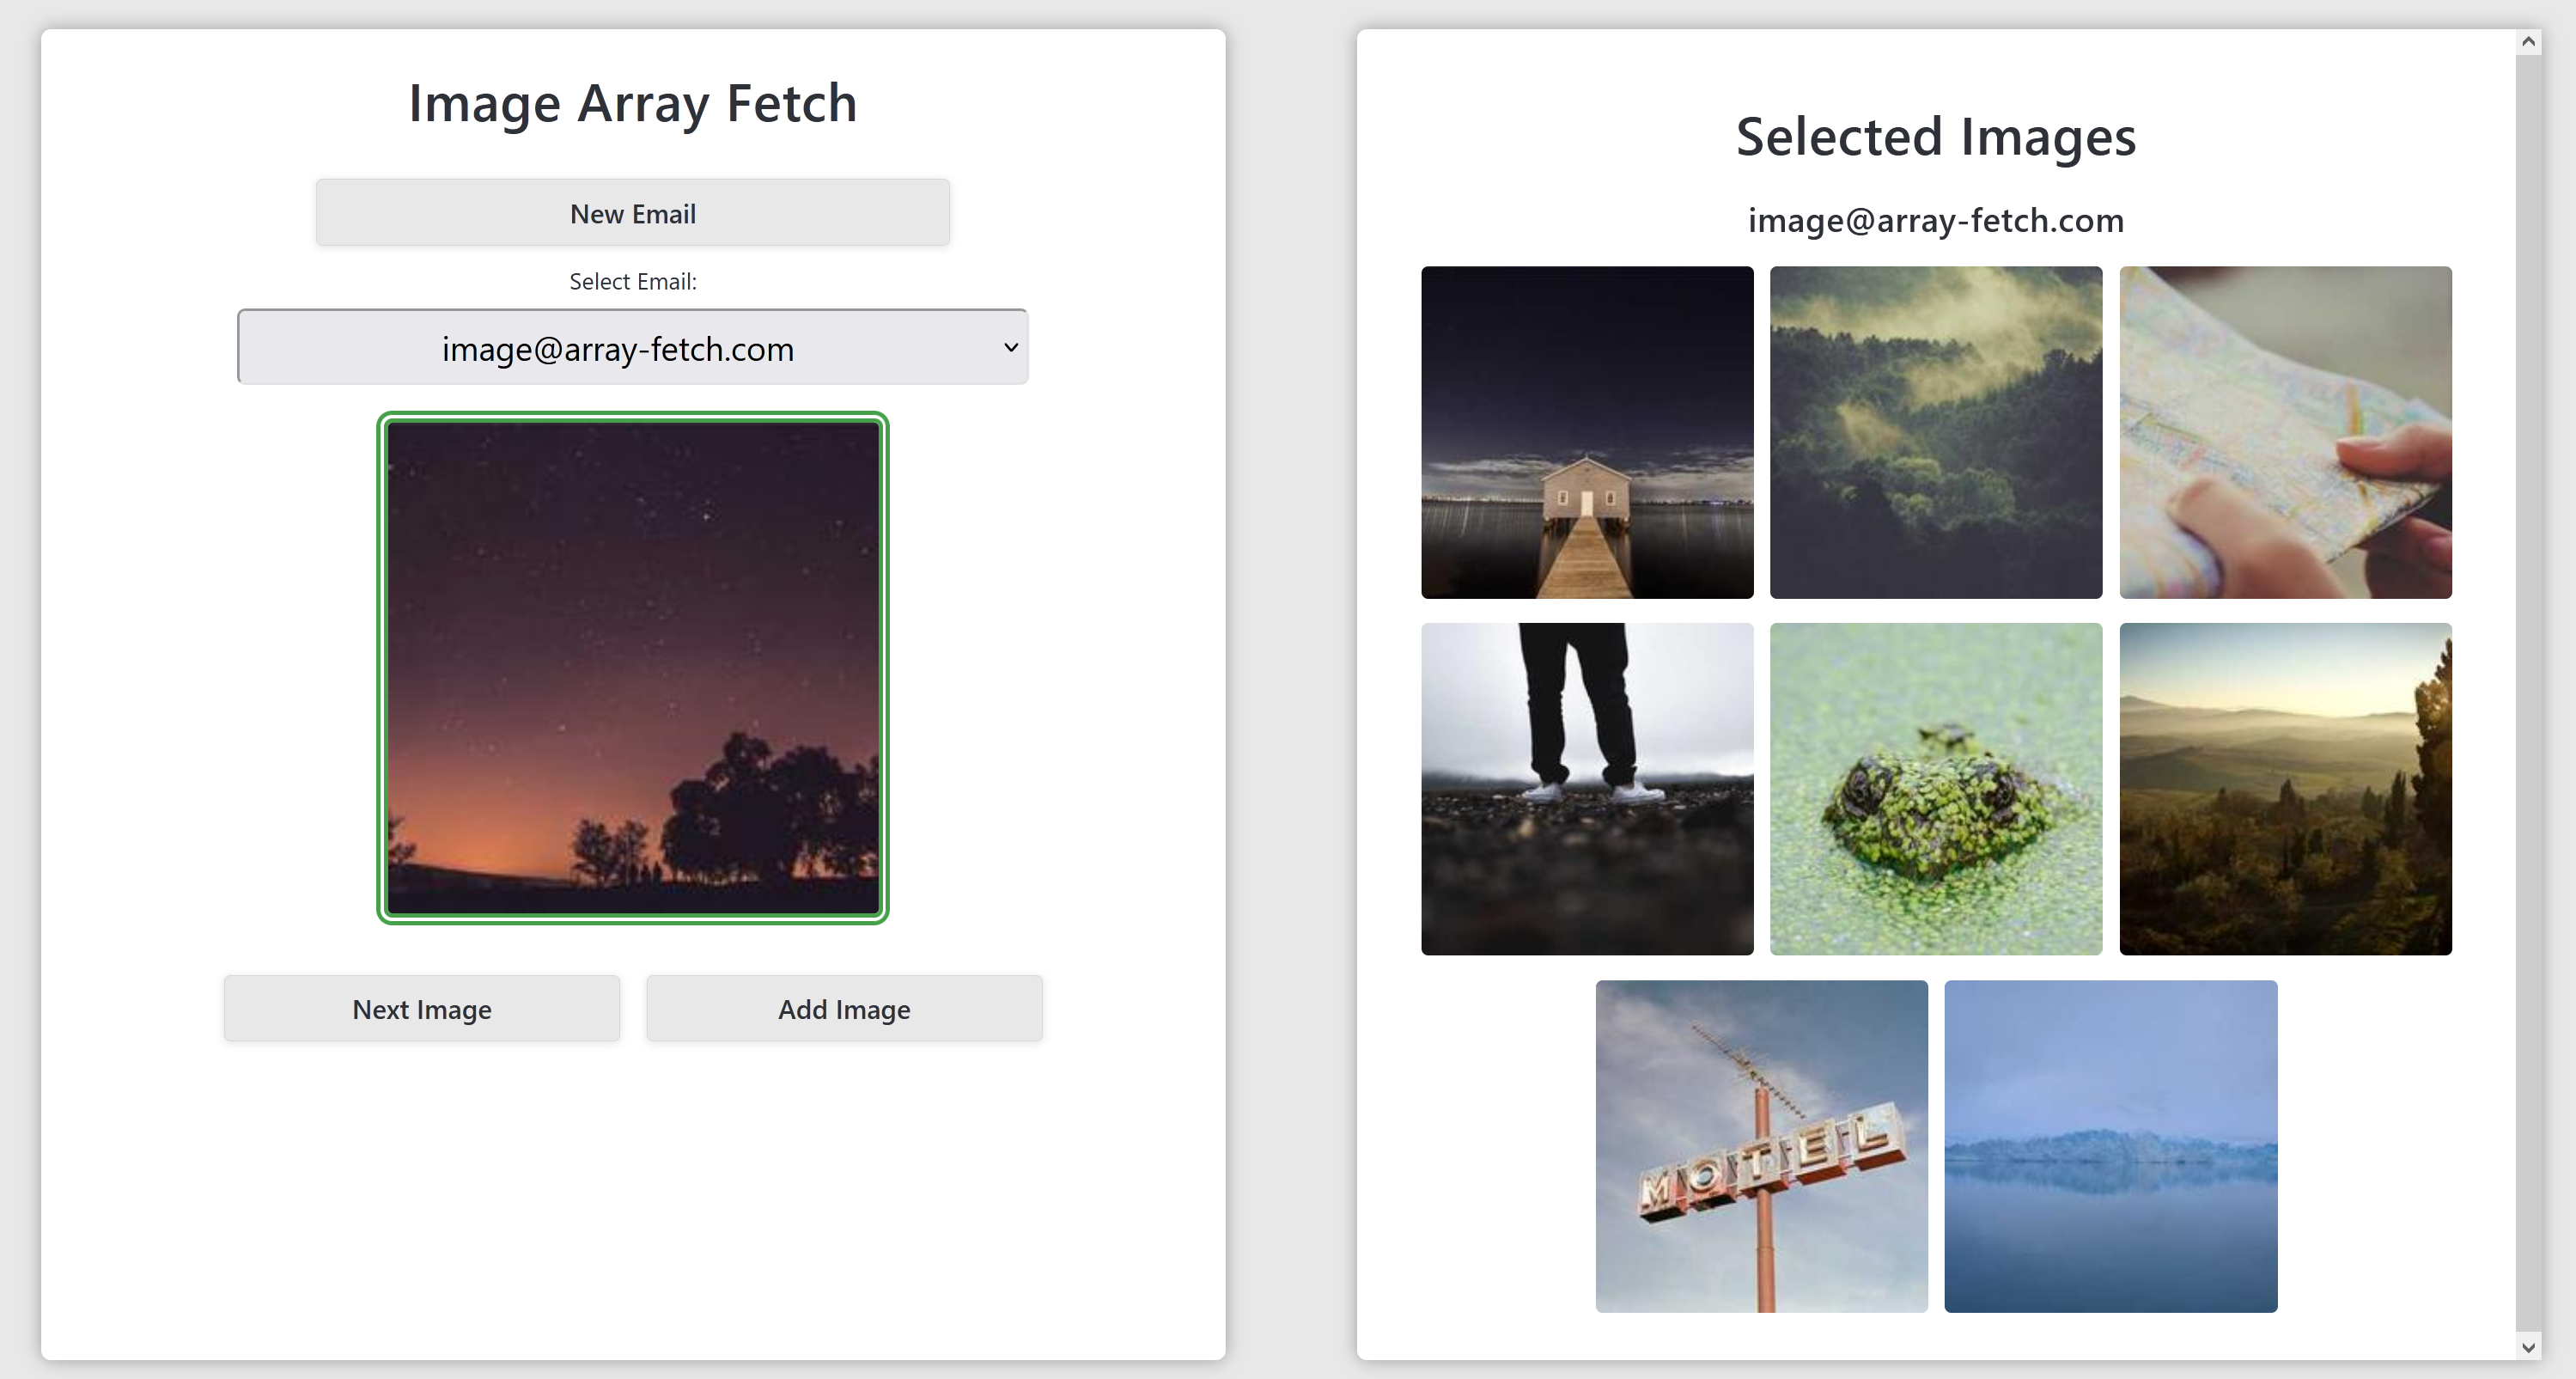 Image Array Fetch
New Email
Select Email:
image@array-fetch.com
Next Image
Add Image
Selected Images
image@array-fetch.com
MOTEL